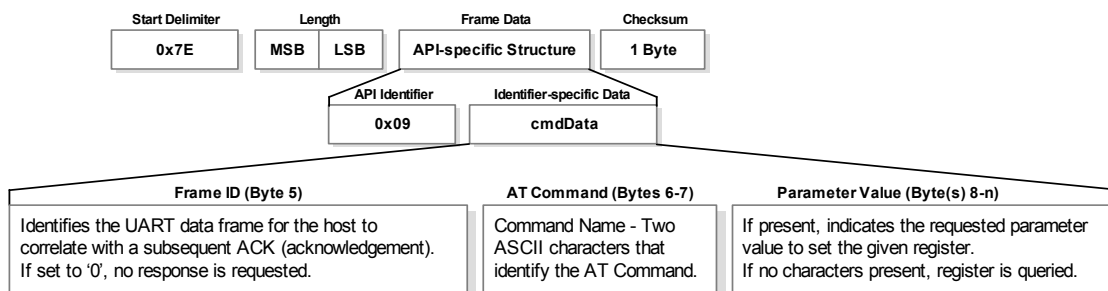 Start Delimiter Length Frame Data Checksum
0x7E MSB LSB API-specific Structure 1 Byte
API Identifier Identifier-specific Data
0x09 cmdData
Frame ID (Byte 5)
Identifies the UART data frame for the host to
correlate with a subsequent ACK (acknowledgement).
If set to ‘0’, no response is requested.
AT Command (Bytes 6-7)
Command Name - Two
ASCII characters that
identify the AT Command.
Parameter Value (Byte(s) 8-n)
If present, indicates the requested parameter
value to set the given register.
If no characters present, register is queried.